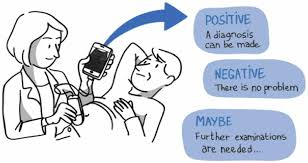 POSITIVE
A diagnosis
can be made
NEGATIVE
There is no problem
MAYBE
Further examinations
are needed...